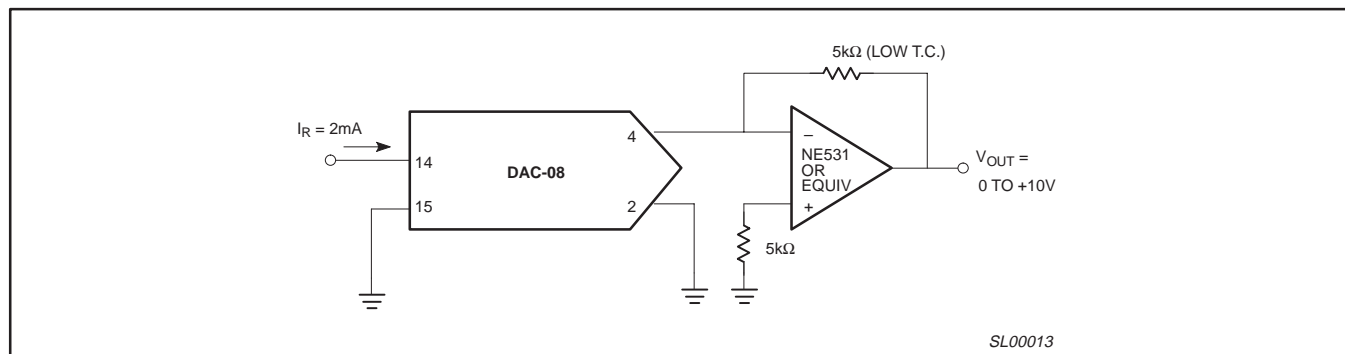 5kΩ (LOW T.C.)
I_R = 2mA
14
15
DAC-08
4
2
–
NE531
OR
EQUIV
+
5kΩ
V_OUT =
0 TO +10V
SL00013